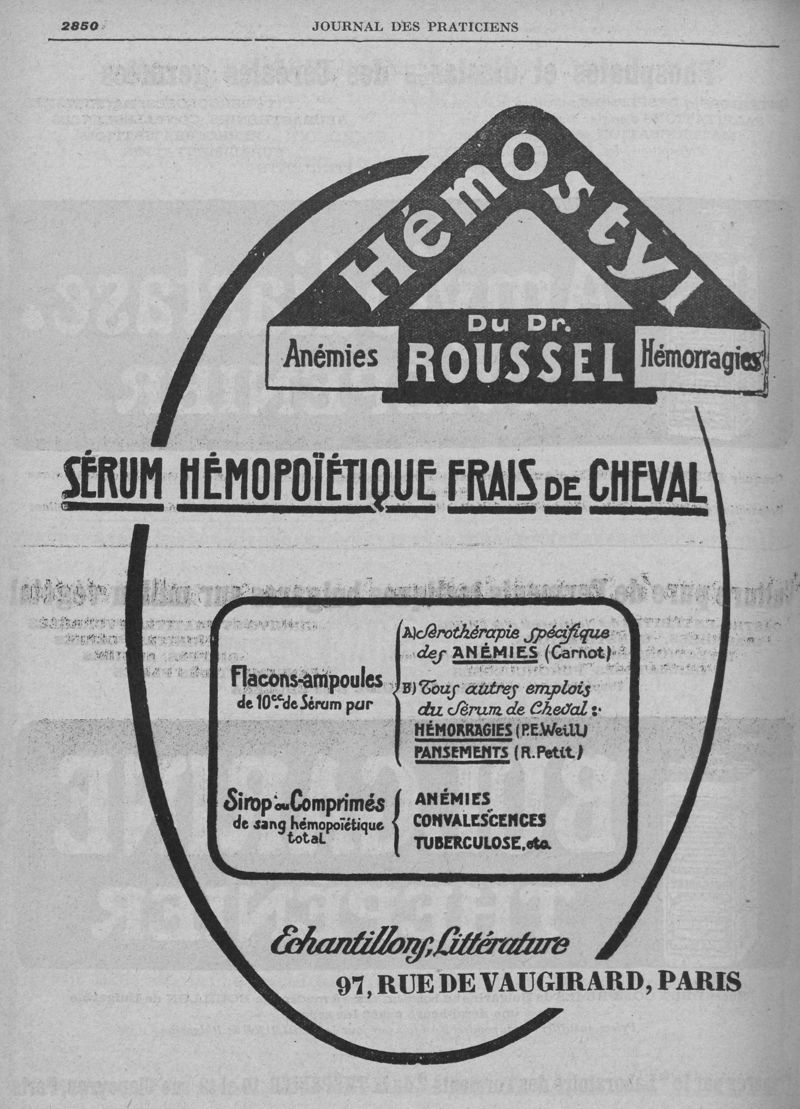 2850
JOURNAL DES PRATICIENS
Hémostyl
Du Dr.
ROUSSEL
Anémies
Hémorragies
SÉRUM HÉMOPOÏÉTIQUE FRAIS DE CHEVAL
Flacons-ampoules
de 10cc. de Sérum pur
A) Sérothérapie spécifique
des ANÉMIES (Carnot)
B) Tous autres emplois
du Sérum de Cheval :
HÉMORRAGIES (P.E. Weill)
PANSEMENTS (R. Petit)
Sirop ou Comprimés
de sang hémopoïétique
total
ANÉMIES
CONVALESCENCES
TUBERCULOSE, etc.
Échantillons, Littérature
97, RUE DE VAUGIRARD, PARIS